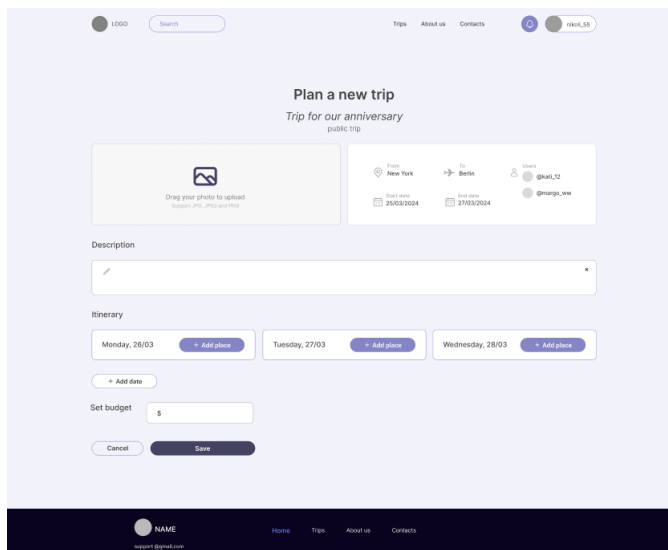 LOGO
Search
Trips
About us
Contacts
nikoli_55
Plan a new trip
Trip for our anniversary
public trip
Drag your photo to upload
Support JPG, JPEG and PNG
From
New York
To
Berlin
Users
@kati_12
@margo_ww
Start date
25/03/2024
End date
27/03/2024
Description
Itinerary
Monday, 26/03
+ Add place
Tuesday, 27/03
+ Add place
Wednesday, 28/03
+ Add place
+ Add date
Set budget
$
Cancel
Save
NAME
Home
Trips
About us
Contacts
support @gmail.com